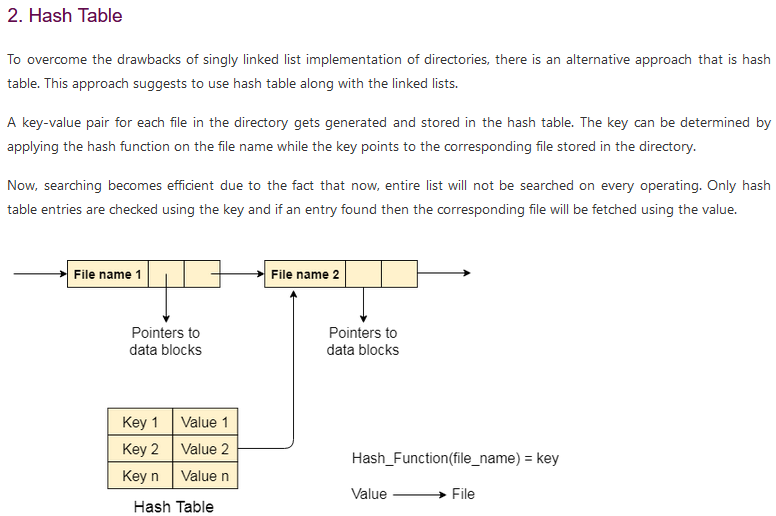 2. Hash Table
To overcome the drawbacks of singly linked list implementation of directories, there is an alternative approach that is hash
table. This approach suggests to use hash table along with the linked lists.
A key-value pair for each file in the directory gets generated and stored in the hash table. The key can be determined by
applying the hash function on the file name while the key points to the corresponding file stored in the directory.
Now, searching becomes efficient due to the fact that now, entire list will not be searched on every operating. Only hash
table entries are checked using the key and if an entry found then the corresponding file will be fetched using the value.
File name 1
File name 2
Pointers to
data blocks
Pointers to
data blocks
Key 1 Value 1
Key 2 Value 2
Key n Value n
Hash Table
Hash_Function(file_name) = key
Value File